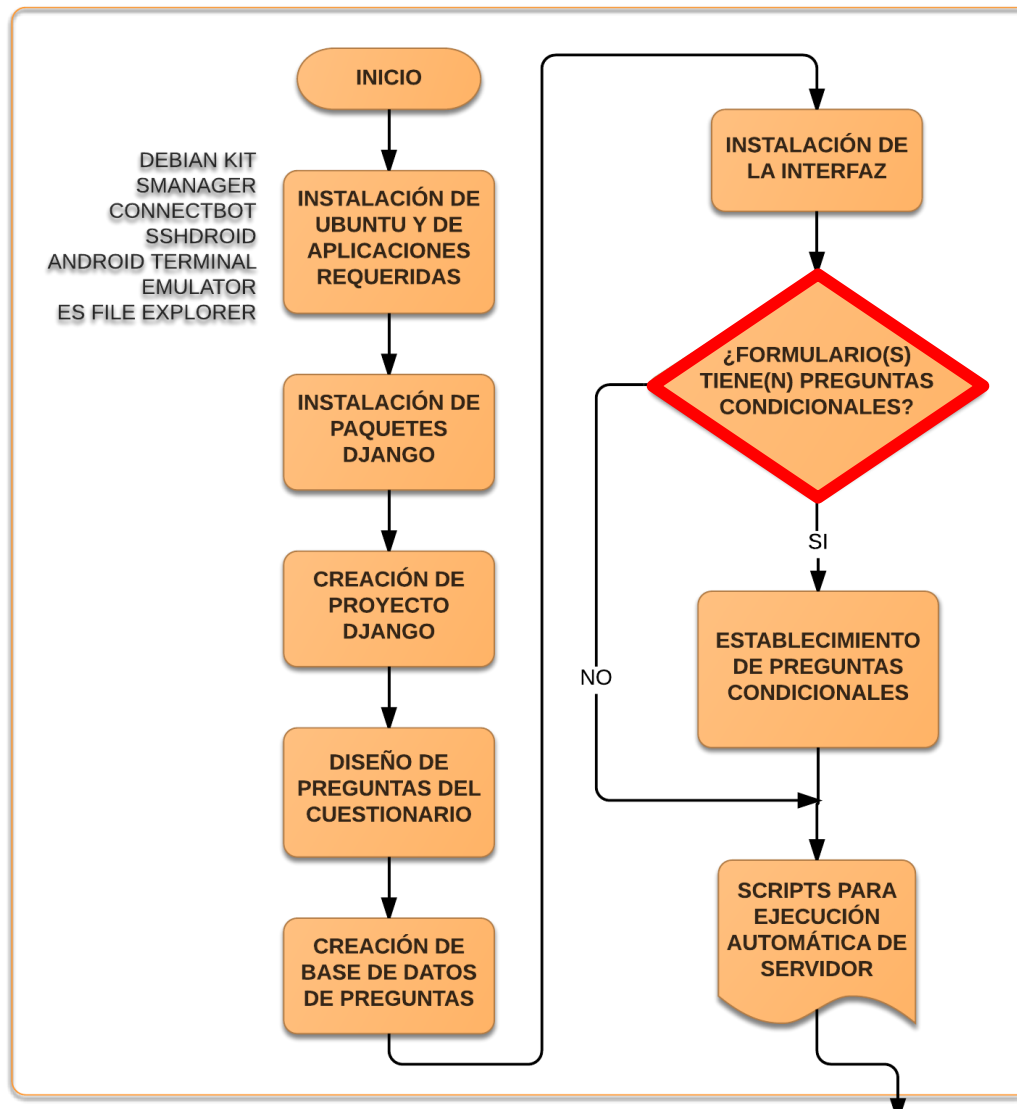 INICIO
DEBIAN KIT
SMANAGER
CONNECTBOT
SSHDROID
ANDROID TERMINAL
EMULATOR
ES FILE EXPLORER
INSTALACIÓN DE
UBUNTU Y DE
APLICACIONES
REQUERIDAS
INSTALACIÓN DE
PAQUETES
DJANGO
CREACIÓN DE
PROYECTO
DJANGO
DISEÑO DE
PREGUNTAS DEL
CUESTIONARIO
CREACIÓN DE
BASE DE DATOS
DE PREGUNTAS
INSTALACIÓN DE
LA INTERFAZ
¿FORMULARIO(S)
TIENE(N) PREGUNTAS
CONDICIONALES?
SI
NO
ESTABLECIMIENTO
DE PREGUNTAS
CONDICIONALES
SCRIPTS PARA
EJECUCIÓN
AUTOMÁTICA DE
SERVIDOR